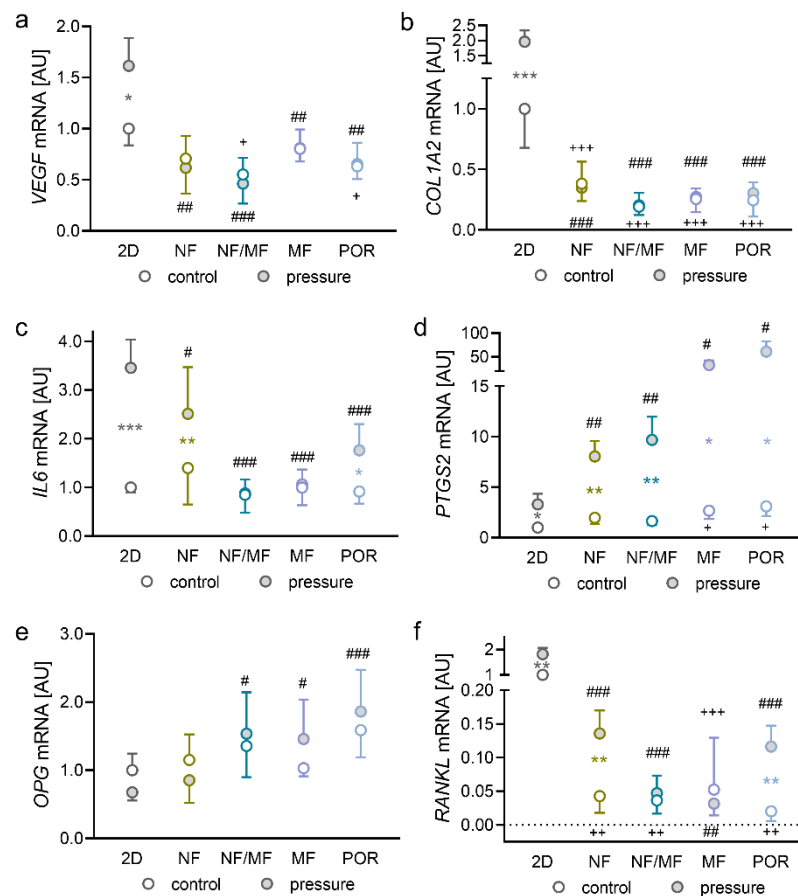 a
VEGF mRNA [AU]
2.0
1.5
1.0
0.5
0.0
*
##
+
###
##
##
+
2D NF NF/MF MF POR
control pressure
b
COL1A2 mRNA [AU]
2.5
2.0
1.5
1.0
0.5
0.0
***
+++ ### ### ###
### +++ +++ +++
2D NF NF/MF MF POR
control pressure
c
IL6 mRNA [AU]
4.0
3.0
2.0
1.0
0.0
***
#
**
### ### ###
*
2D NF NF/MF MF POR
control pressure
d
PTGS2 mRNA [AU]
100
50
15
10
5
0
*
## ## # #
** ** * *
+ +
2D NF NF/MF MF POR
control pressure
e
OPG mRNA [AU]
3.0
2.0
1.0
0.0
# # ###
2D NF NF/MF MF POR
control pressure
f
RANKL mRNA [AU]
2
1
0.20
0.15
0.10
0.05
0.00
**
### ### +++ ###
** **
++ ++ ## ++
2D NF NF/MF MF POR
control pressure